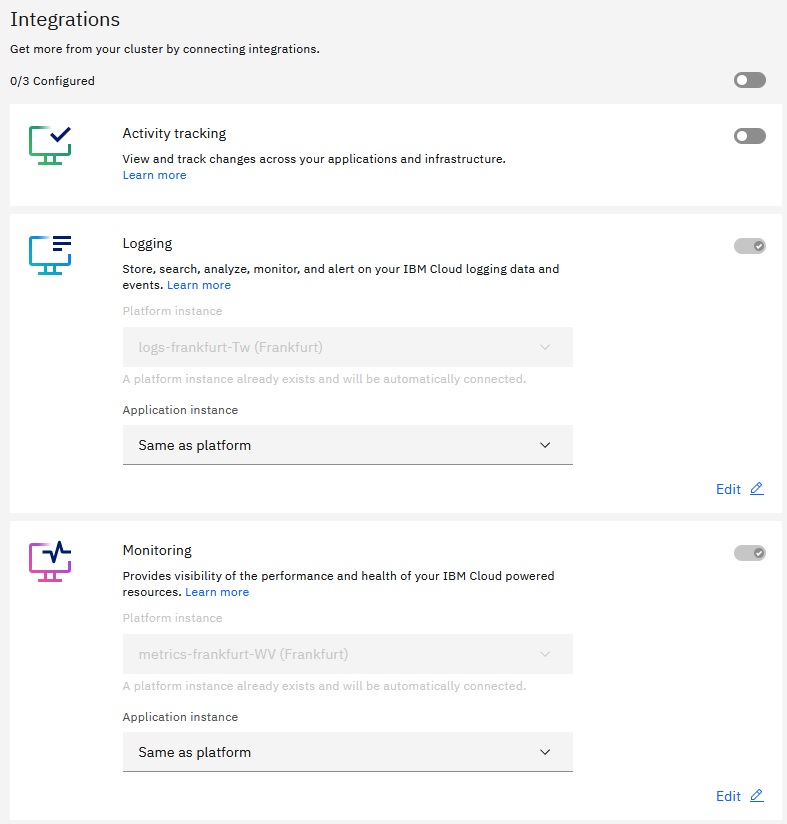 Integrations
Get more from your cluster by connecting integrations.
0/3 Configured
Activity tracking
View and track changes across your applications and infrastructure.
Learn more
Logging
Store, search, analyze, monitor, and alert on your IBM Cloud logging data and
events. Learn more
Platform instance
logs-frankfurt-Tw (Frankfurt)
A platform instance already exists and will be automatically connected.
Application instance
Same as platform
Edit
Monitoring
Provides visibility of the performance and health of your IBM Cloud powered
resources. Learn more
Platform instance
metrics-frankfurt-WV (Frankfurt)
A platform instance already exists and will be automatically connected.
Application instance
Same as platform
Edit